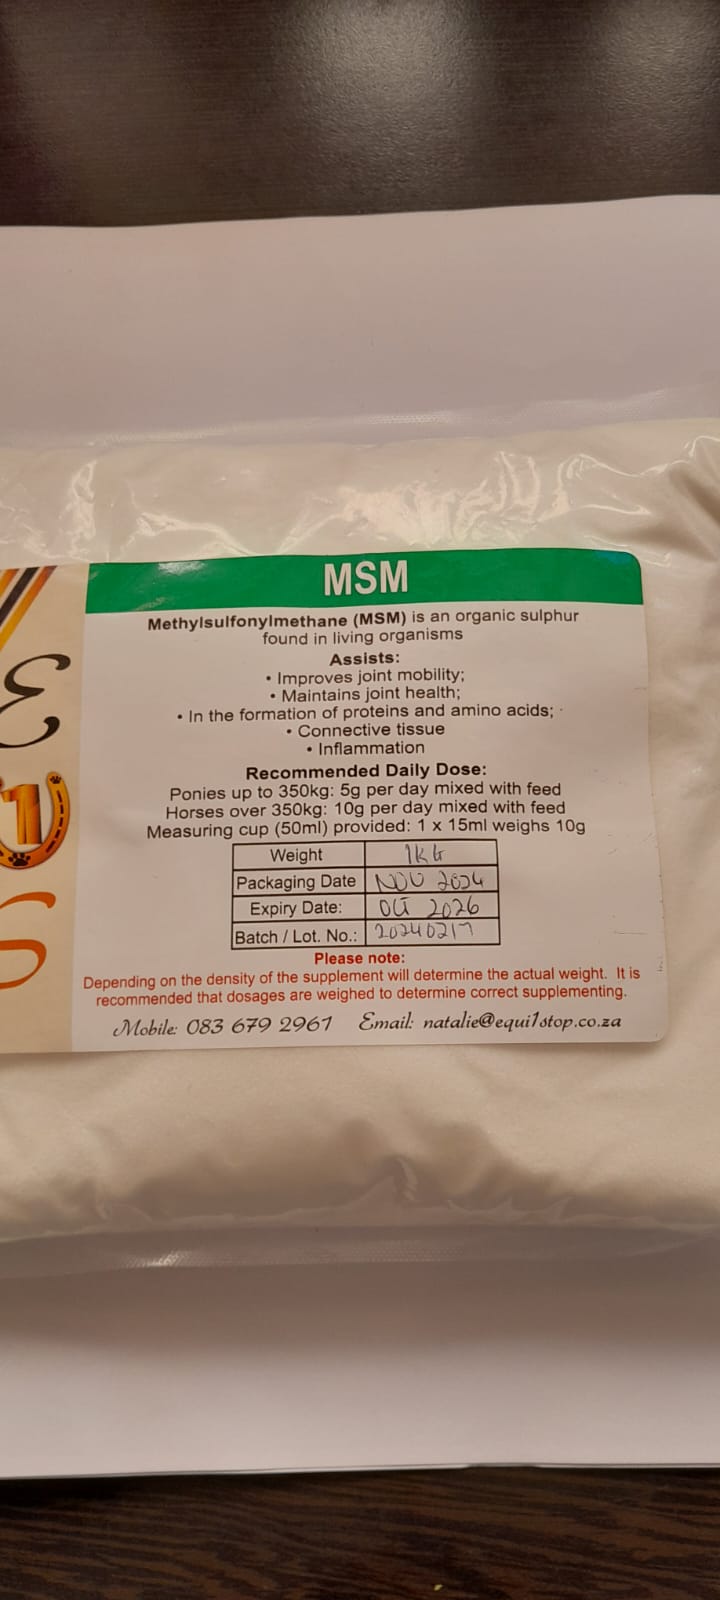 MSM
Methylsulfonylmethane (MSM) is an organic sulphur
found in living organisms
Assists:
• Improves joint mobility;
• Maintains joint health;
• In the formation of proteins and amino acids;
• Connective tissue
• Inflammation
Recommended Daily Dose:
Ponies up to 350kg: 5g per day mixed with feed
Horses over 350kg: 10g per day mixed with feed
Measuring cup (50ml) provided: 1 x 15ml weighs 10g
Weight 1KG
Packaging Date NOV 2024
Expiry Date: OCT 2026
Batch / Lot. No.: 20240217
Please note:
Depending on the density of the supplement will determine the actual weight. It is
recommended that dosages are weighed to determine correct supplementing.
Mobile: 083 679 2961 Email: natalie@equi1stop.co.za
E
1
S